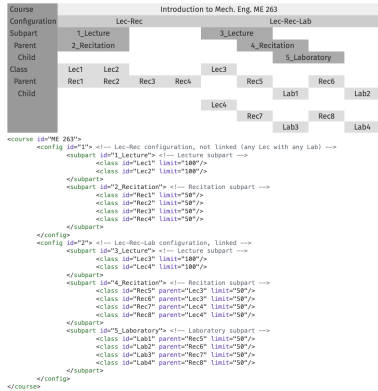 Course Introduction to Mech. Eng. ME 263
Configuration Lec-Rec Lec-Rec-Lab
Subpart 1_Lecture 3_Lecture
Parent 2_Recitation 4_Recitation
Child 5_Laboratory
Class Lec1 Lec2 Lec3
Parent Rec1 Rec2 Rec3 Rec4 Rec5 Rec6
Child Lab1 Lab2
Lec4
Rec7 Rec8
Lab3 Lab4
<course id="ME 263">
<config id="1"> <!—— Lec-Rec configuration, not linked (any Lec with any Lab) ——>
<subpart id="1_Lecture"> <!—— Lecture subpart ——>
<class id="Lec1" limit="100"/>
<class id="Lec2" limit="100"/>
</subpart>
<subpart id="2_Recitation"> <!—— Recitation subpart ——>
<class id="Rec1" limit="50"/>
<class id="Rec2" limit="50"/>
<class id="Rec3" limit="50"/>
<class id="Rec4" limit="50"/>
</subpart>
</config>
<config id="2"> <!—— Lec-Rec-Lab configuration, linked ——>
<subpart id="3_Lecture"> <!—— Lecture subpart ——>
<class id="Lec3" limit="100"/>
<class id="Lec4" limit="100"/>
</subpart>
<subpart id="4_Recitation"> <!—— Recitation subpart ——>
<class id="Rec5" parent="Lec3" limit="50"/>
<class id="Rec6" parent="Lec3" limit="50"/>
<class id="Rec7" parent="Lec4" limit="50"/>
<class id="Rec8" parent="Lec4" limit="50"/>
</subpart>
<subpart id="5_Laboratory"> <!—— Laboratory subpart ——>
<class id="Lab1" parent="Rec5" limit="50"/>
<class id="Lab2" parent="Rec6" limit="50"/>
<class id="Lab3" parent="Rec7" limit="50"/>
<class id="Lab4" parent="Rec8" limit="50"/>
</subpart>
</config>
</course>